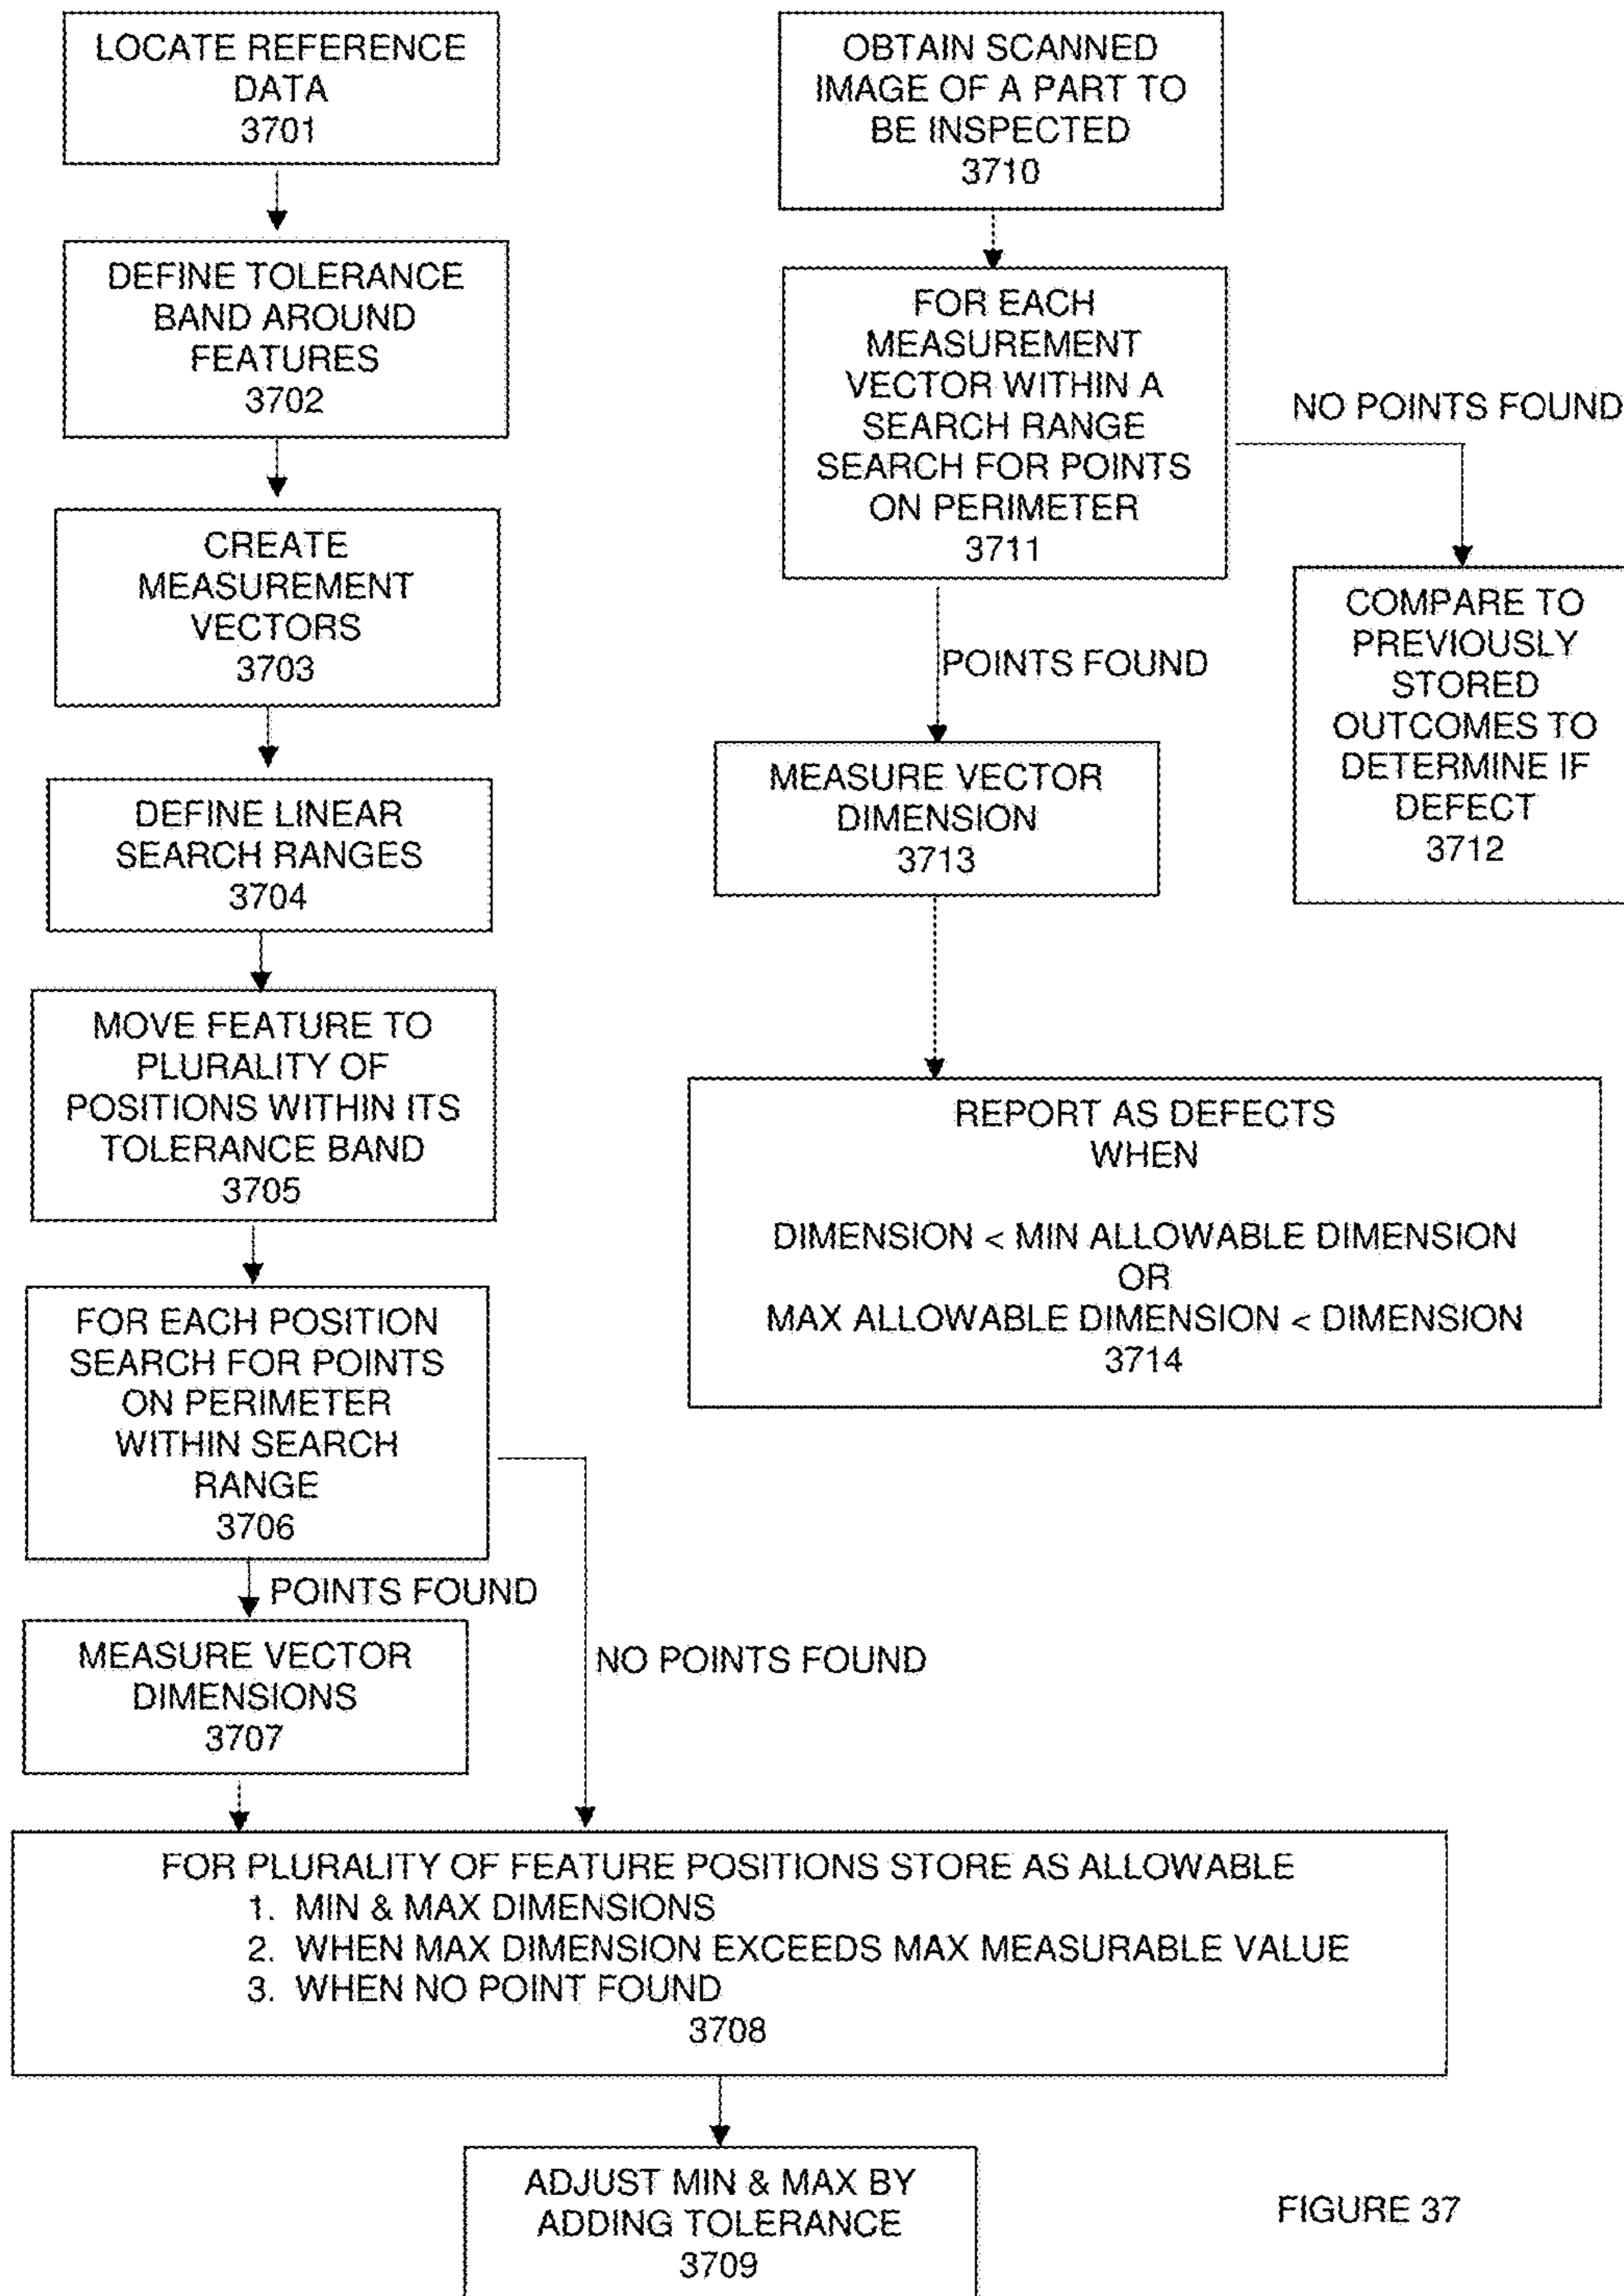 LOCATE REFERENCE
DATA
3701
DEFINE TOLERANCE
BAND AROUND
FEATURES
3702
CREATE
MEASUREMENT
VECTORS
3703
DEFINE LINEAR
SEARCH RANGES
3704
MOVE FEATURE TO
PLURALITY OF
POSITIONS WITHIN ITS
TOLERANCE BAND
3705
FOR EACH POSITION
SEARCH FOR POINTS
ON PERIMETER
WITHIN SEARCH
RANGE
3706
POINTS FOUND
NO POINTS FOUND
MEASURE VECTOR
DIMENSIONS
3707
FOR PLURALITY OF FEATURE POSITIONS STORE AS ALLOWABLE
1. MIN & MAX DIMENSIONS
2. WHEN MAX DIMENSION EXCEEDS MAX MEASURABLE VALUE
3. WHEN NO POINT FOUND
3708
ADJUST MIN & MAX BY
ADDING TOLERANCE
3709
OBTAIN SCANNED
IMAGE OF A PART TO
BE INSPECTED
3710
FOR EACH
MEASUREMENT
VECTOR WITHIN A
SEARCH RANGE
SEARCH FOR POINTS
ON PERIMETER
3711
NO POINTS FOUND
COMPARE TO
PREVIOUSLY
STORED
OUTCOMES TO
DETERMINE IF
DEFECT
3712
POINTS FOUND
MEASURE VECTOR
DIMENSION
3713
REPORT AS DEFECTS
WHEN
DIMENSION < MIN ALLOWABLE DIMENSION
OR
MAX ALLOWABLE DIMENSION < DIMENSION
3714
FIGURE 37